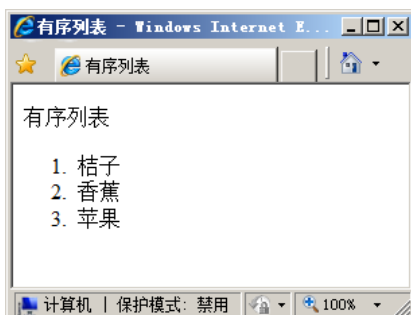 有序列表 - Windows Internet E...
有序列表
有序列表
1. 桔子
2. 香蕉
3. 苹果
计算机 | 保护模式: 禁用
100%